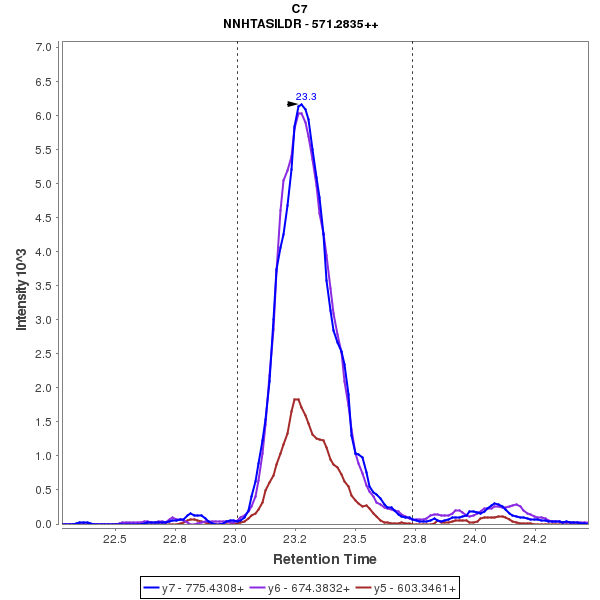 C7
NNHTASILDR - 571.2835++
7.0
6.5
6.0
5.5
5.0
4.5
4.0
3.5
3.0
2.5
2.0
1.5
1.0
0.5
0.0
Intensity 10^3
23.3
22.5 22.8 23.0 23.2 23.5 23.8 24.0 24.2
Retention Time
y7 - 775.4308+ y6 - 674.3832+ y5 - 603.3461+